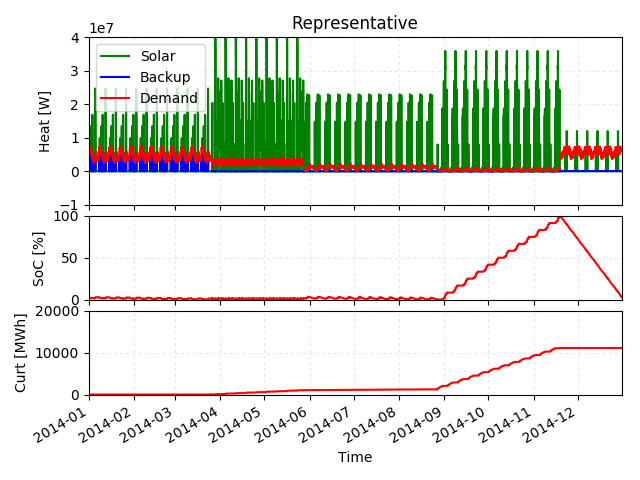 Representative
1e7
4
3
2
1
0
−1
Heat [W]
Solar
Backup
Demand
100
50
0
SoC [%]
20000
10000
0
Curt [MWh]
2014-01
2014-02
2014-03
2014-04
2014-05
2014-06
2014-07
2014-08
2014-09
2014-10
2014-11
2014-12
Time